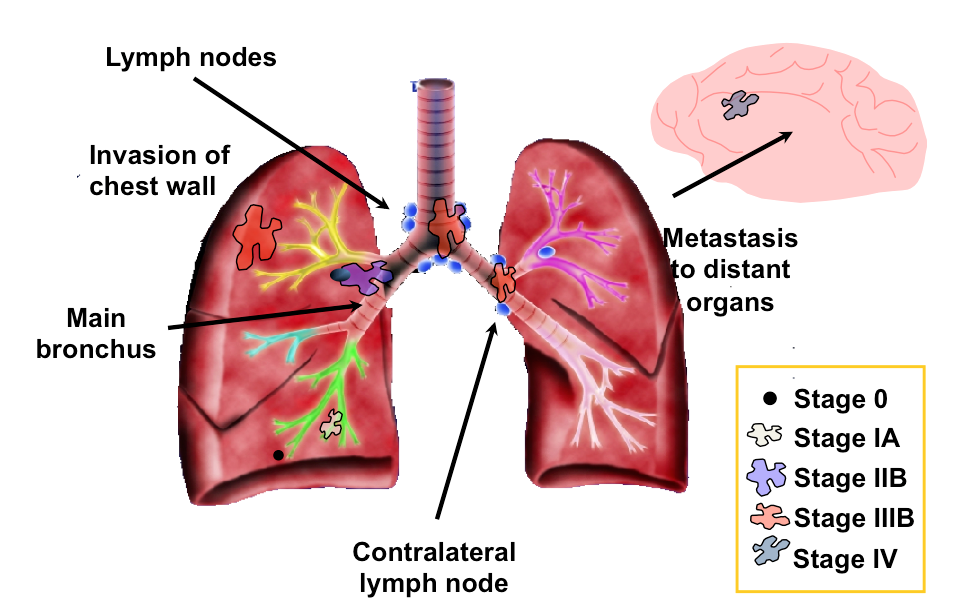 Lymph nodes
Invasion of
chest wall
Metastasis
to distant
organs
Main
bronchus
Contralateral
lymph node
Stage 0
Stage IA
Stage IIB
Stage IIIB
Stage IV